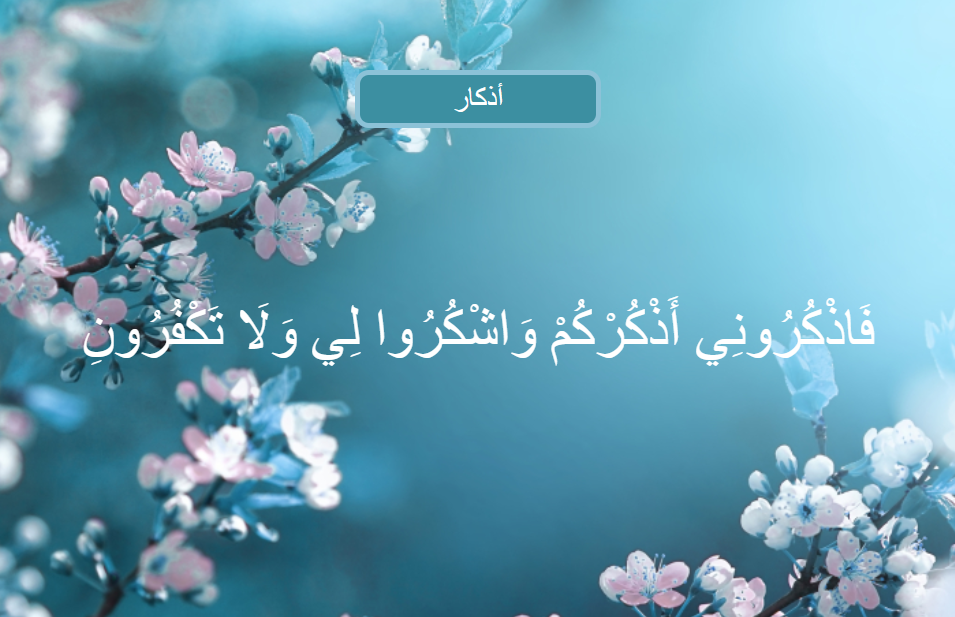 أذكار
فَاذْكُرُونِي أَذْكُرْكُمْ وَاشْكُرُوا لِي وَلَا تَكْفُرُونِ